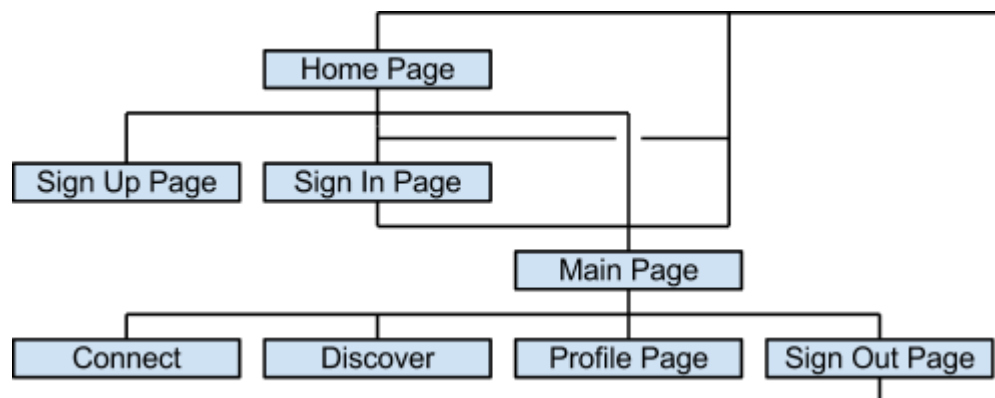 Home Page
Sign Up Page
Sign In Page
Main Page
Connect
Discover
Profile Page
Sign Out Page